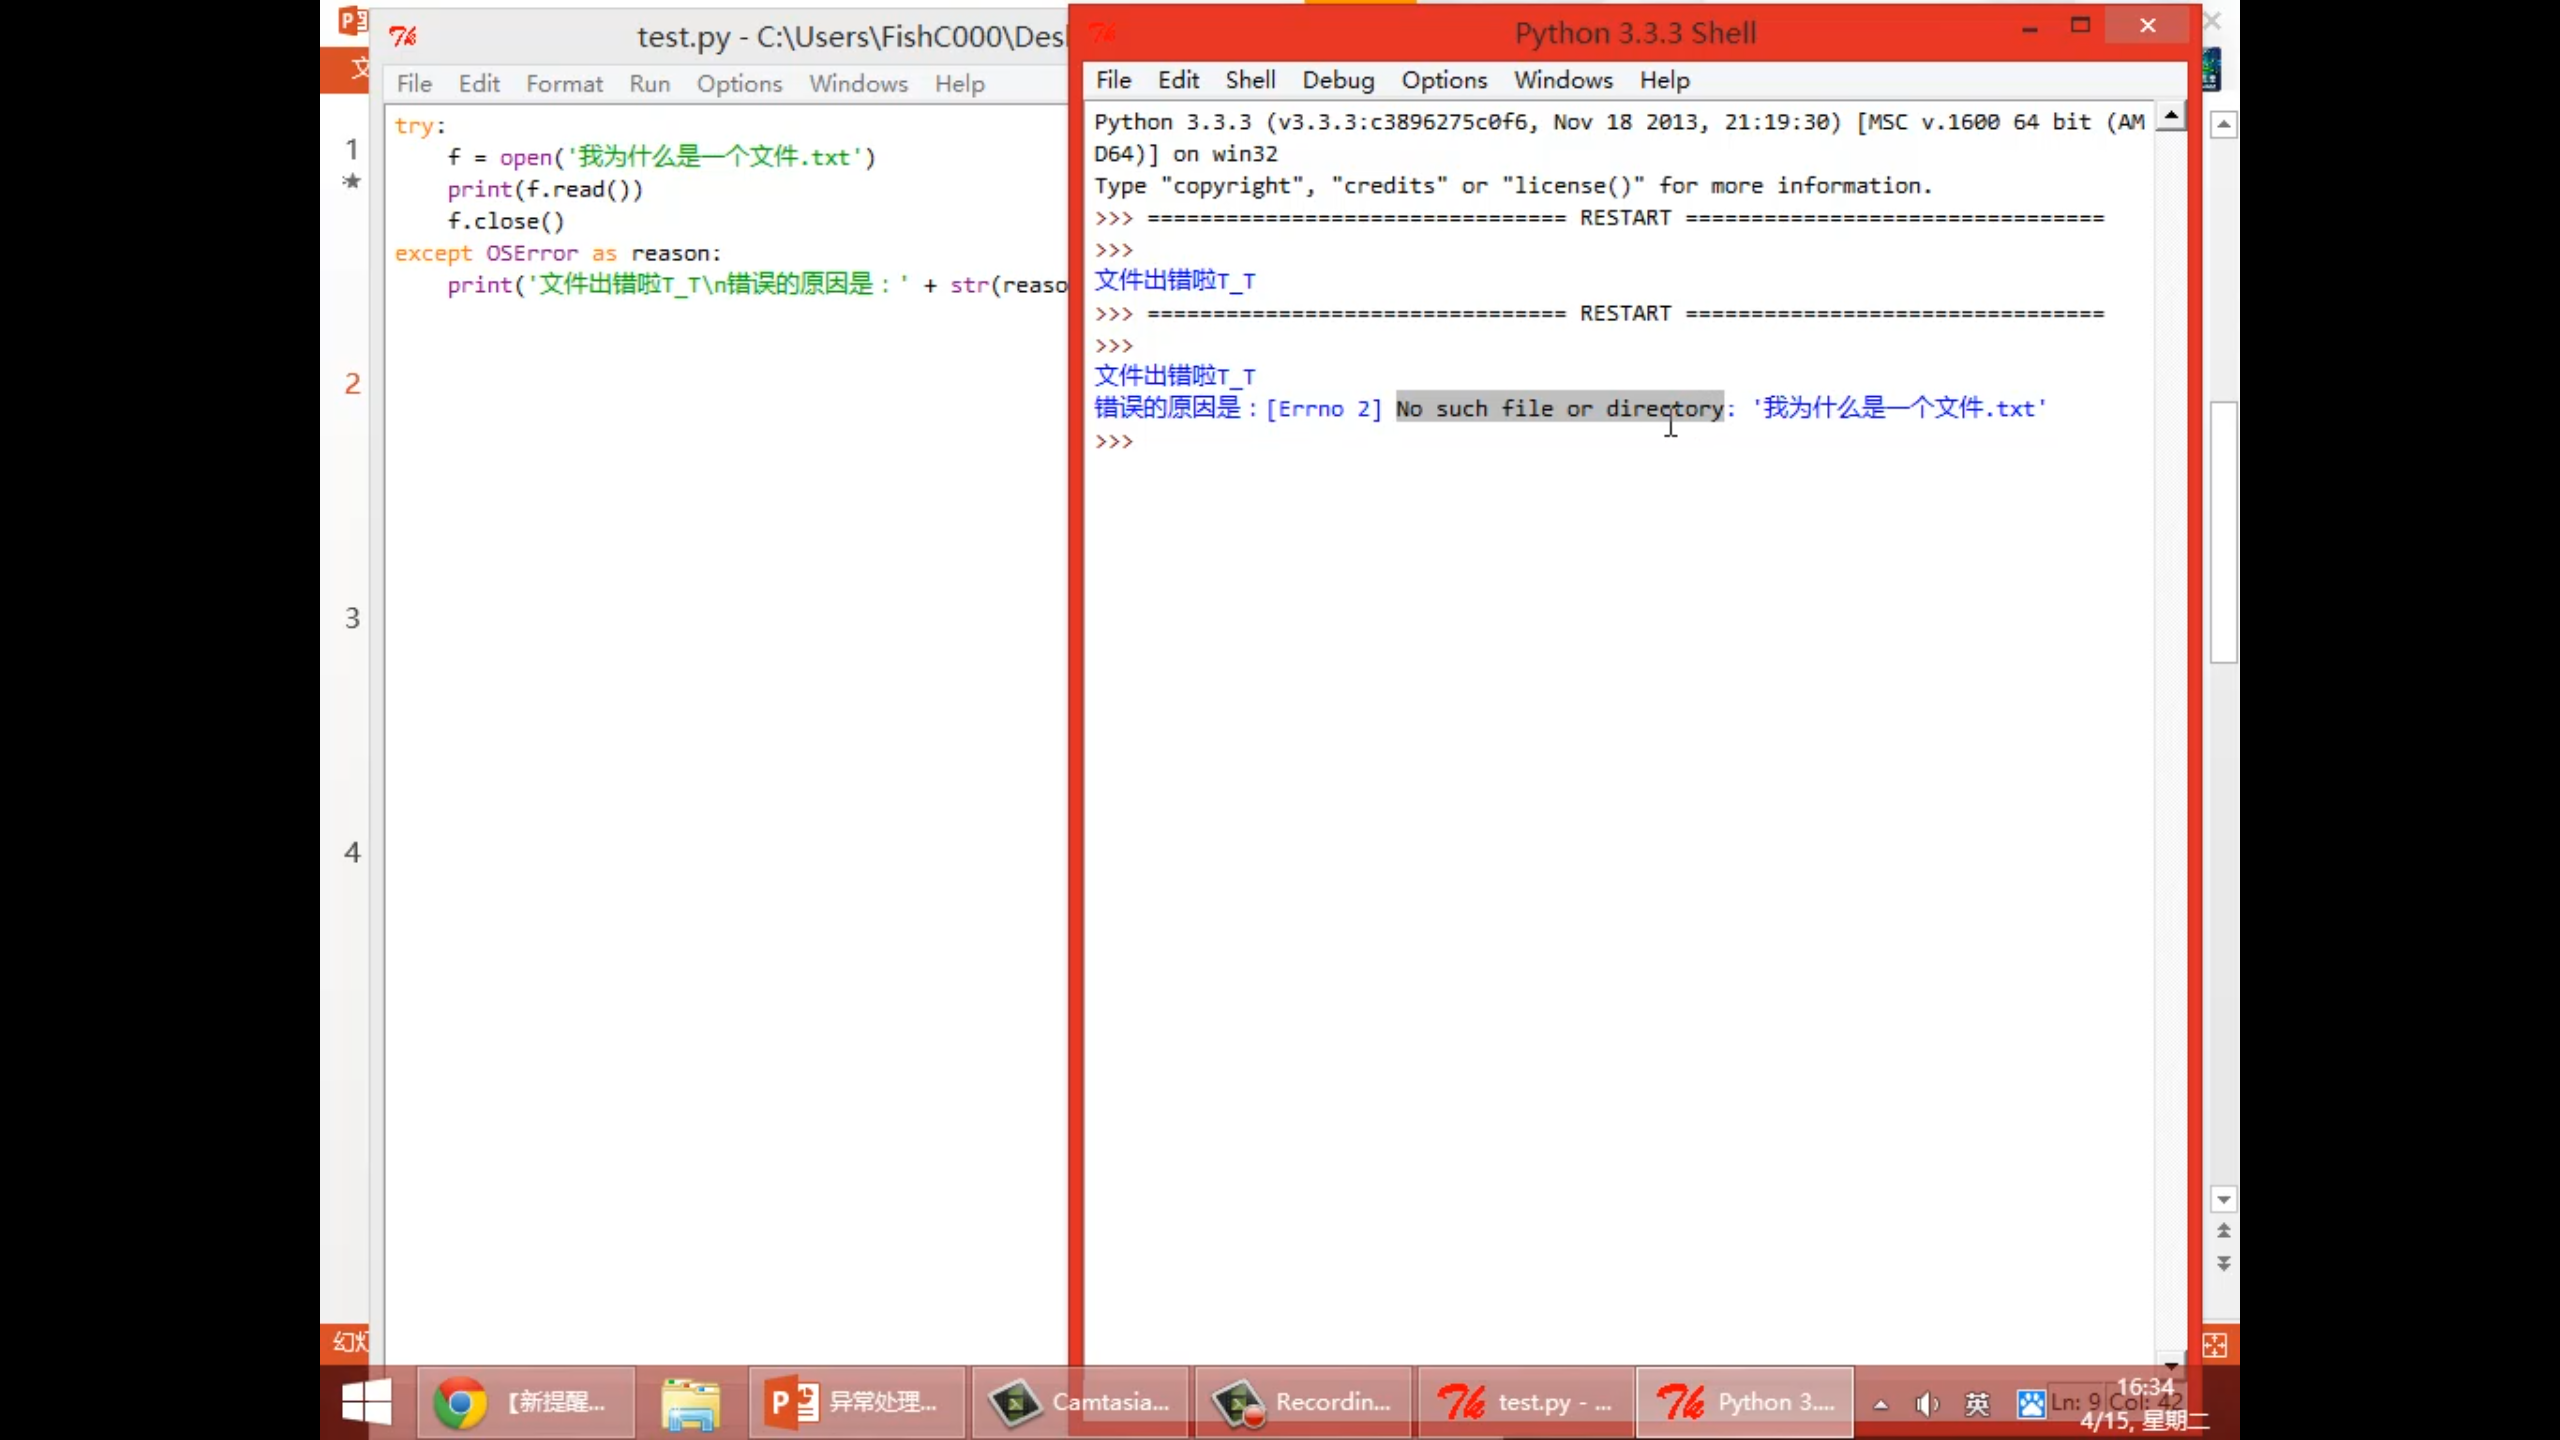 test.py - C:\Users\FishC000\Des
File Edit Format Run Options Windows Help
try:
f = open('我为什么是一个文件.txt')
print(f.read())
f.close()
except OSError as reason:
print('文件出错啦T_T\n错误的原因是：' + str(reaso
Python 3.3.3 Shell
File Edit Shell Debug Options Windows Help
Python 3.3.3 (v3.3.3:c3896275c0f6, Nov 18 2013, 21:19:30) [MSC v.1600 64 bit (AM
D64)] on win32
Type "copyright", "credits" or "license()" for more information.
>>> ================================ RESTART ================================
>>>
文件出错啦T_T
>>> ================================ RESTART ================================
>>>
文件出错啦T_T
错误的原因是：[Errno 2] No such file or directory: '我为什么是一个文件.txt'
>>>
文
1
2
3
4
幻灯
[新提醒...
异常处理...
Camtasia...
Recordin...
test.py - ...
Python 3....
英
Ln: 9 Col: 42
16:34
4/15, 星期二